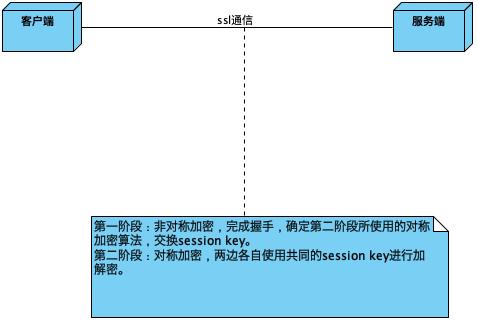 客户端
ssl通信
服务端
第一阶段：非对称加密，完成握手，确定第二阶段所使用的对称
加密算法，交换session key。
第二阶段：对称加密，两边各自使用共同的session key进行加
解密。